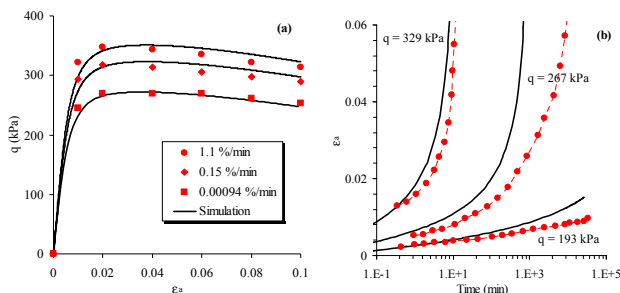 (a)
400
300
200
100
0
q (kPa)
1.1 %/min
0.15 %/min
0.00094 %/min
Simulation
0 0.02 0.04 0.06 0.08 0.1
εa
(b)
0.06
0.04
0.02
0
εa
q = 329 kPa
q = 267 kPa
q = 193 kPa
1.E-1 1.E+1 1.E+3 1.E+5
Time (min)